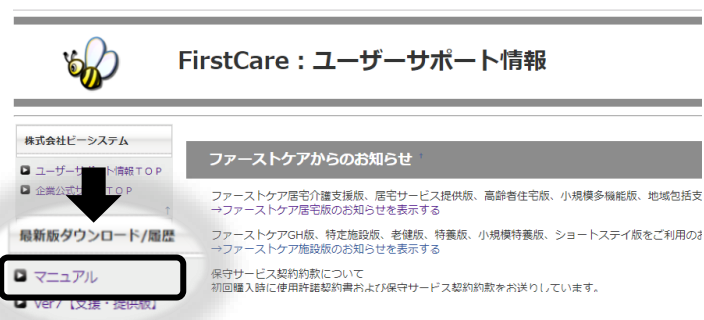 FirstCare：ユーザーサポート情報
株式会社ビーシステム
ユーザーサポート情報ＴＯＰ
企業公式サイトＴＯＰ
↑
最新版ダウンロード/履歴
マニュアル
Ver7【支援・提供版】
ファーストケアからのお知らせ ↑
ファーストケア居宅介護支援版、居宅サービス提供版、高齢者住宅版、小規模多機能版、地域包括支
→ファーストケア居宅版のお知らせを表示する
ファーストケアGH版、特定施設版、老健版、特養版、小規模特養版、ショートステイ版をご利用のお
→ファーストケア施設版のお知らせを表示する
保守サービス契約約款について
初回購入時に使用許諾契約書および保守サービス契約約款をお送りしています。